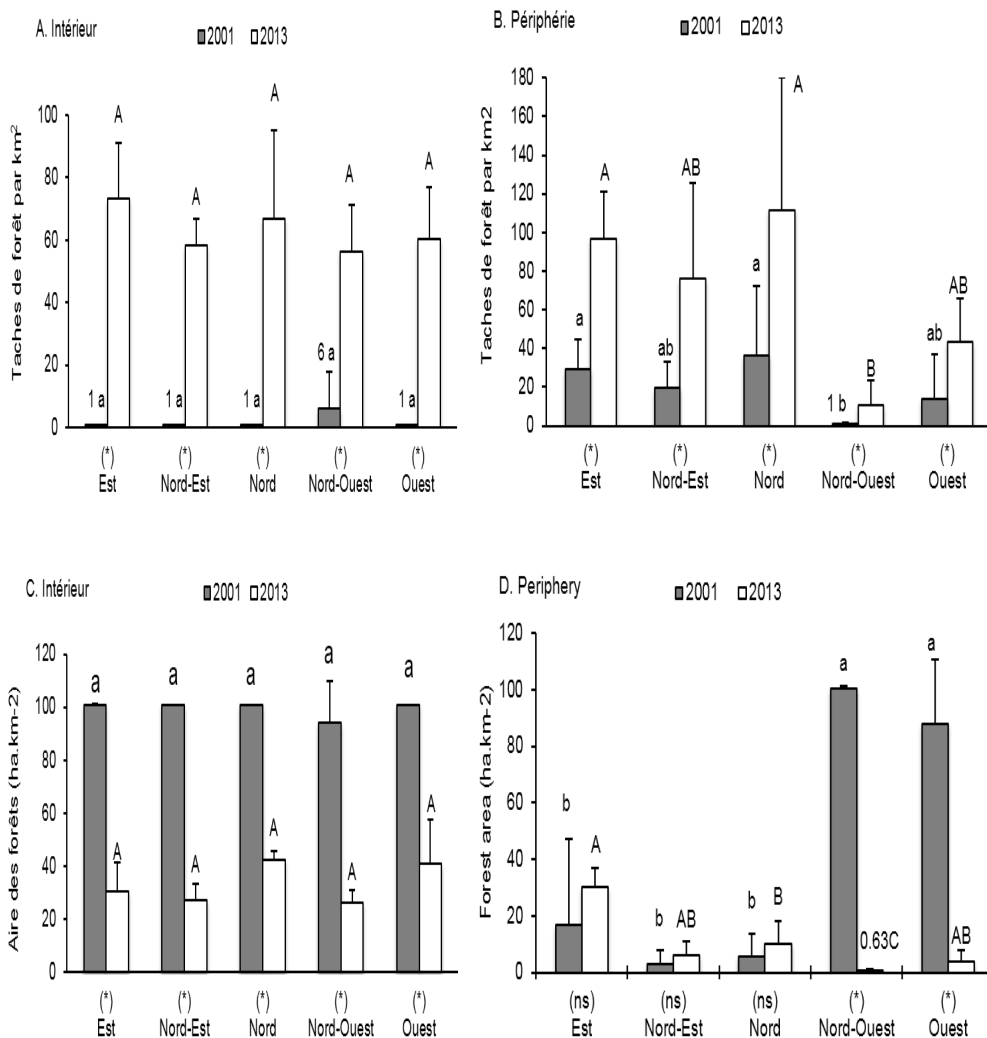 A. Intérieur
2001 2013
Taches de forêt par km²
100
80
60
40
20
0
A A A A A
1 a 1 a 1 a 6 a 1 a
(*) (*) (*) (*) (*)
Est Nord-Est Nord Nord-Ouest Ouest
B. Périphérie
2001 2013
Taches de forêt par km2
180
160
140
120
100
80
60
40
20
0
A AB A B AB
a ab a 1 b ab
(*) (*) (*) (*) (*)
Est Nord-Est Nord Nord-Ouest Ouest
C. Intérieur
2001 2013
Aire des forêts (ha.km-2)
120
100
80
60
40
20
0
a a a a a
A A A A A
(*) (*) (*) (*) (*)
Est Nord-Est Nord Nord-Ouest Ouest
D. Periphery
2001 2013
Forest area (ha.km-2)
120
100
80
60
40
20
0
b b b a a
A AB B 0.63C AB
(ns) (ns) (ns) (*) (*)
Est Nord-Est Nord Nord-Ouest Ouest